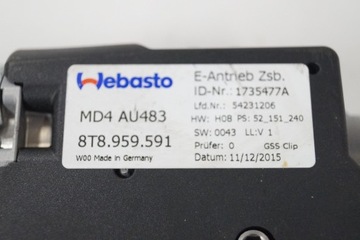 Webasto
E-Antrieb Zsb.
ID-Nr.: 1735477A
Lfd.Nr.: 54231206
MD4 AU483
HW: H08 PS: 52_151_240
8T8.959.591
SW: 0043 LL:V 1
Prüfer: 0 GSS Clip
W00 Made in Germany
Datum: 11/12/2015